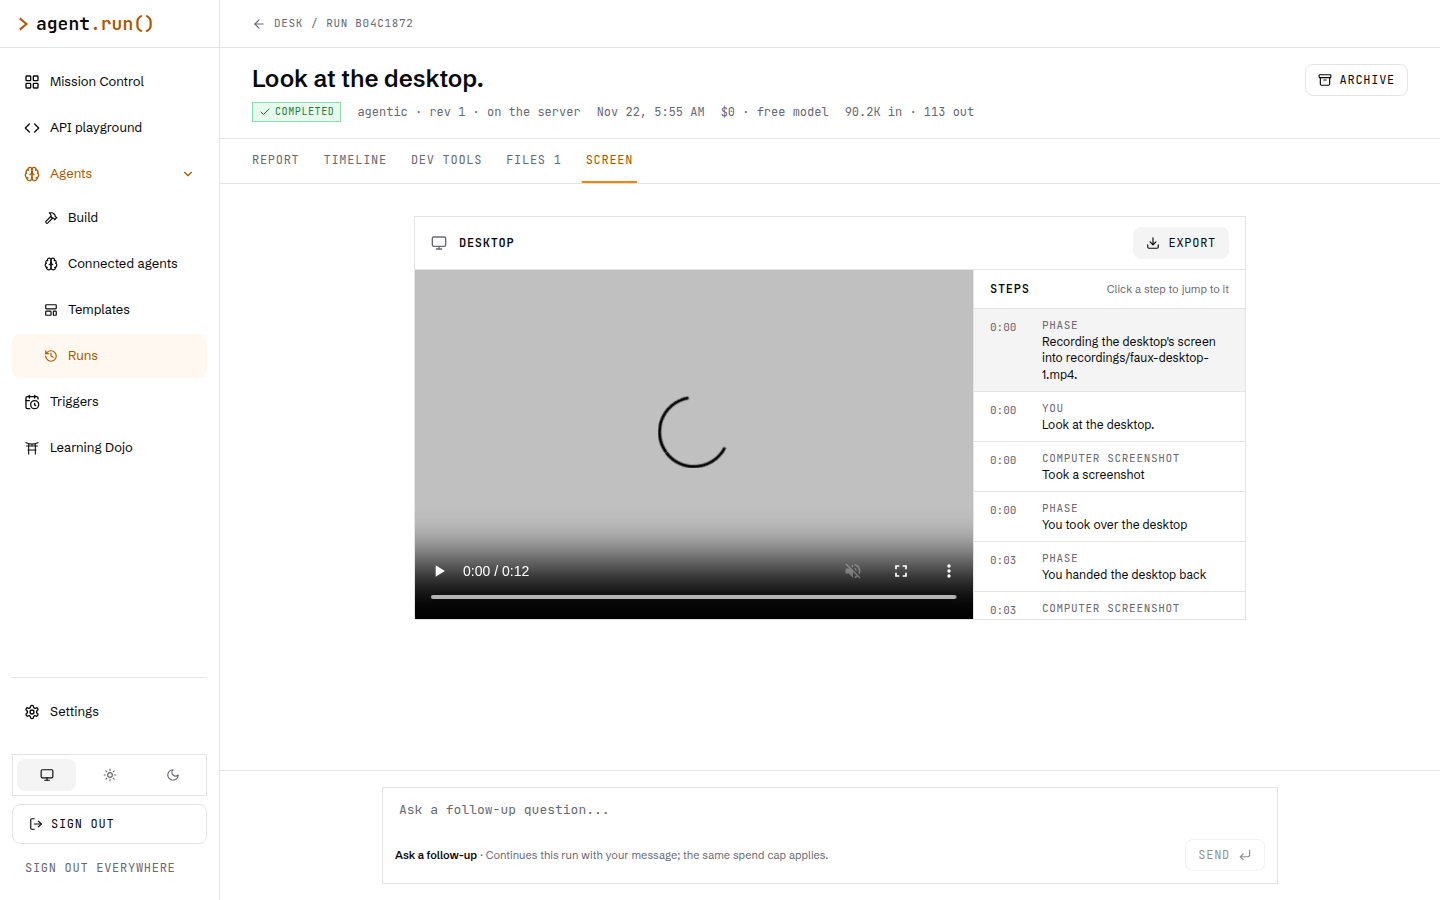 agent.run()
DESK / RUN B04C1872
Mission Control
API playground
Agents
Build
Connected agents
Templates
Runs
Triggers
Learning Dojo
Settings
SIGN OUT
SIGN OUT EVERYWHERE
Look at the desktop.
ARCHIVE
COMPLETED agentic · rev 1 · on the server Nov 22, 5:55 AM $0 · free model 90.2K in · 113 out
REPORT TIMELINE DEV TOOLS FILES 1 SCREEN
DESKTOP
EXPORT
0:00 / 0:12
STEPS Click a step to jump to it
0:00 PHASE
Recording the desktop's screen
into recordings/faux-desktop-
1.mp4.
0:00 YOU
Look at the desktop.
0:00 COMPUTER SCREENSHOT
Took a screenshot
0:00 PHASE
You took over the desktop
0:03 PHASE
You handed the desktop back
0:03 COMPUTER SCREENSHOT
Ask a follow-up question...
Ask a follow-up · Continues this run with your message; the same spend cap applies.
SEND